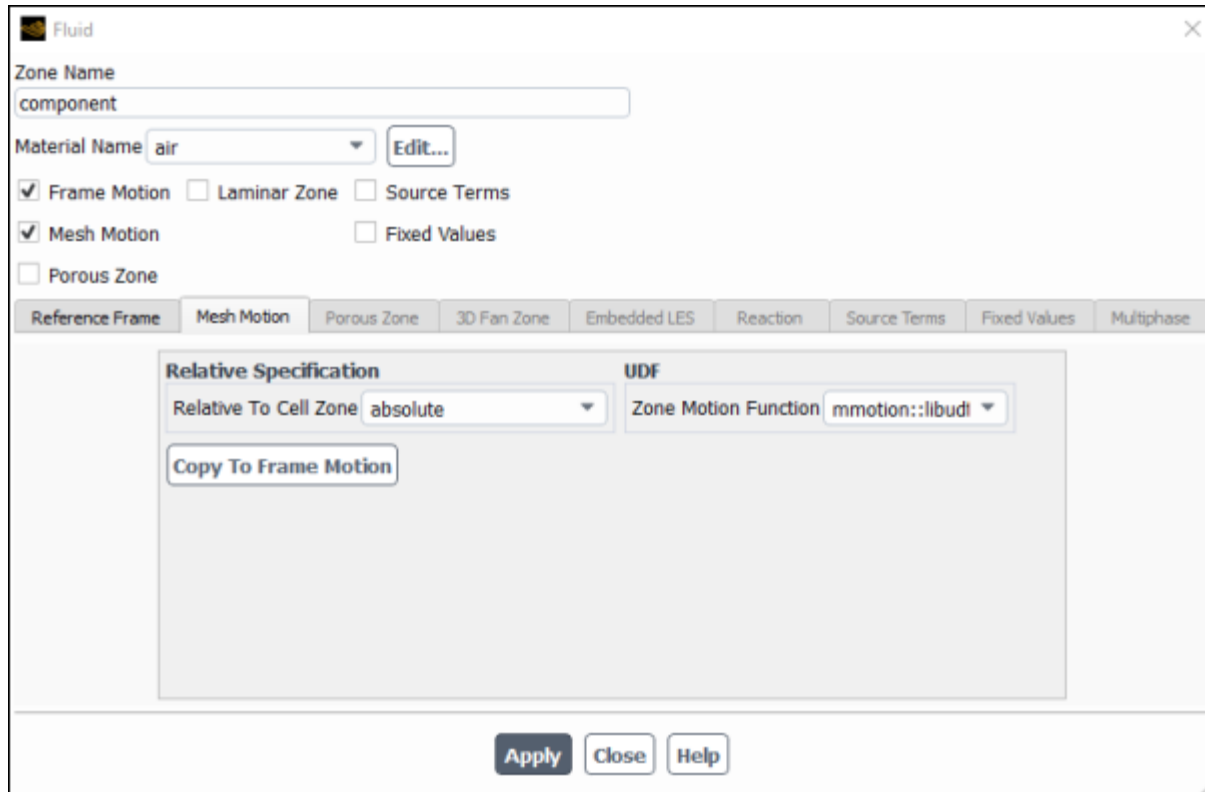 Fluid
Zone Name
component
Material Name air Edit...
Frame Motion Laminar Zone Source Terms
Mesh Motion Fixed Values
Porous Zone
Reference Frame Mesh Motion Porous Zone 3D Fan Zone Embedded LES Reaction Source Terms Fixed Values Multiphase
Relative Specification UDF
Relative To Cell Zone absolute Zone Motion Function mmotion::libudf
Copy To Frame Motion
Apply Close Help